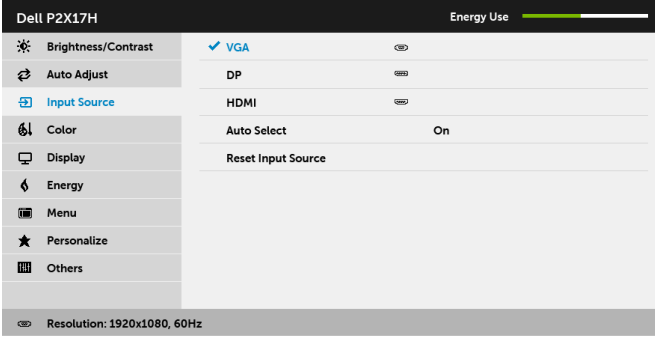 Dell P2X17H
Energy Use
Brightness/Contrast
Auto Adjust
Input Source
Color
Display
Energy
Menu
Personalize
Others
VGA
DP
HDMI
Auto Select On
Reset Input Source
Resolution: 1920x1080, 60Hz